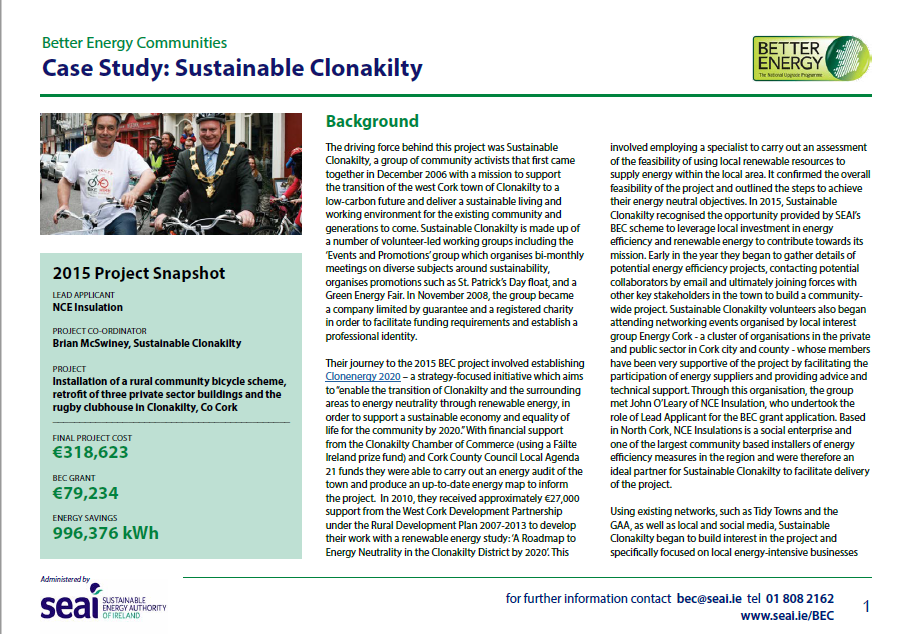 Better Energy Communities
Case Study: Sustainable Clonakilty
BETTER
ENERGY
The National Upgrade Programme
2015 Project Snapshot
LEAD APPLICANT
NCE Insulation
PROJECT CO-ORDINATOR
Brian McSwiney, Sustainable Clonakilty
PROJECT
Installation of a rural community bicycle scheme,
retrofit of three private sector buildings and the
rugby clubhouse in Clonakilty, Co Cork
FINAL PROJECT COST
€318,623
BEC GRANT
€79,234
ENERGY SAVINGS
996,376 kWh
Background
The driving force behind this project was Sustainable
Clonakilty, a group of community activists that first came
together in December 2006 with a mission to support
the transition of the west Cork town of Clonakilty to a
low-carbon future and deliver a sustainable living and
working environment for the existing community and
generations to come. Sustainable Clonakilty is made up of
a number of volunteer-led working groups including the
‘Events and Promotions’ group which organises bi-monthly
meetings on diverse subjects around sustainability,
organises promotions such as St. Patrick’s Day float, and a
Green Energy Fair. In November 2008, the group became
a company limited by guarantee and a registered charity
in order to facilitate funding requirements and establish a
professional identity.
Their journey to the 2015 BEC project involved establishing
Clonenergy 2020 – a strategy-focused initiative which aims
to “enable the transition of Clonakilty and the surrounding
areas to energy neutrality through renewable energy, in
order to support a sustainable economy and equality of
life for the community by 2020.” With financial support
from the Clonakilty Chamber of Commerce (using a Fáilte
Ireland prize fund) and Cork County Council Local Agenda
21 funds they were able to carry out an energy audit of the
town and produce an up-to-date energy map to inform
the project. In 2010, they received approximately €27,000
support from the West Cork Development Partnership
under the Rural Development Plan 2007-2013 to develop
their work with a renewable energy study: ‘A Roadmap to
Energy Neutrality in the Clonakilty District by 2020’. This
involved employing a specialist to carry out an assessment
of the feasibility of using local renewable resources to
supply energy within the local area. It confirmed the overall
feasibility of the project and outlined the steps to achieve
their energy neutral objectives. In 2015, Sustainable
Clonakilty recognised the opportunity provided by SEAI’s
BEC scheme to leverage local investment in energy
efficiency and renewable energy to contribute towards its
mission. Early in the year they began to gather details of
potential energy efficiency projects, contacting potential
collaborators by email and ultimately joining forces with
other key stakeholders in the town to build a community-
wide project. Sustainable Clonakilty volunteers also began
attending networking events organised by local interest
group Energy Cork - a cluster of organisations in the private
and public sector in Cork city and county - whose members
have been very supportive of the project by facilitating the
participation of energy suppliers and providing advice and
technical support. Through this organisation, the group
met John O’Leary of NCE Insulation, who undertook the
role of Lead Applicant for the BEC grant application. Based
in North Cork, NCE Insulations is a social enterprise and
one of the largest community based installers of energy
efficiency measures in the region and were therefore an
ideal partner for Sustainable Clonakilty to facilitate delivery
of the project.
Using existing networks, such as Tidy Towns and the
GAA, as well as local and social media, Sustainable
Clonakilty began to build interest in the project and
specifically focused on local energy-intensive businesses
Administered by
seai SUSTAINABLE
ENERGY AUTHORITY
OF IRELAND
for further information contact bec@seai.ie tel 01 808 2162
www.seai.ie/BEC
1